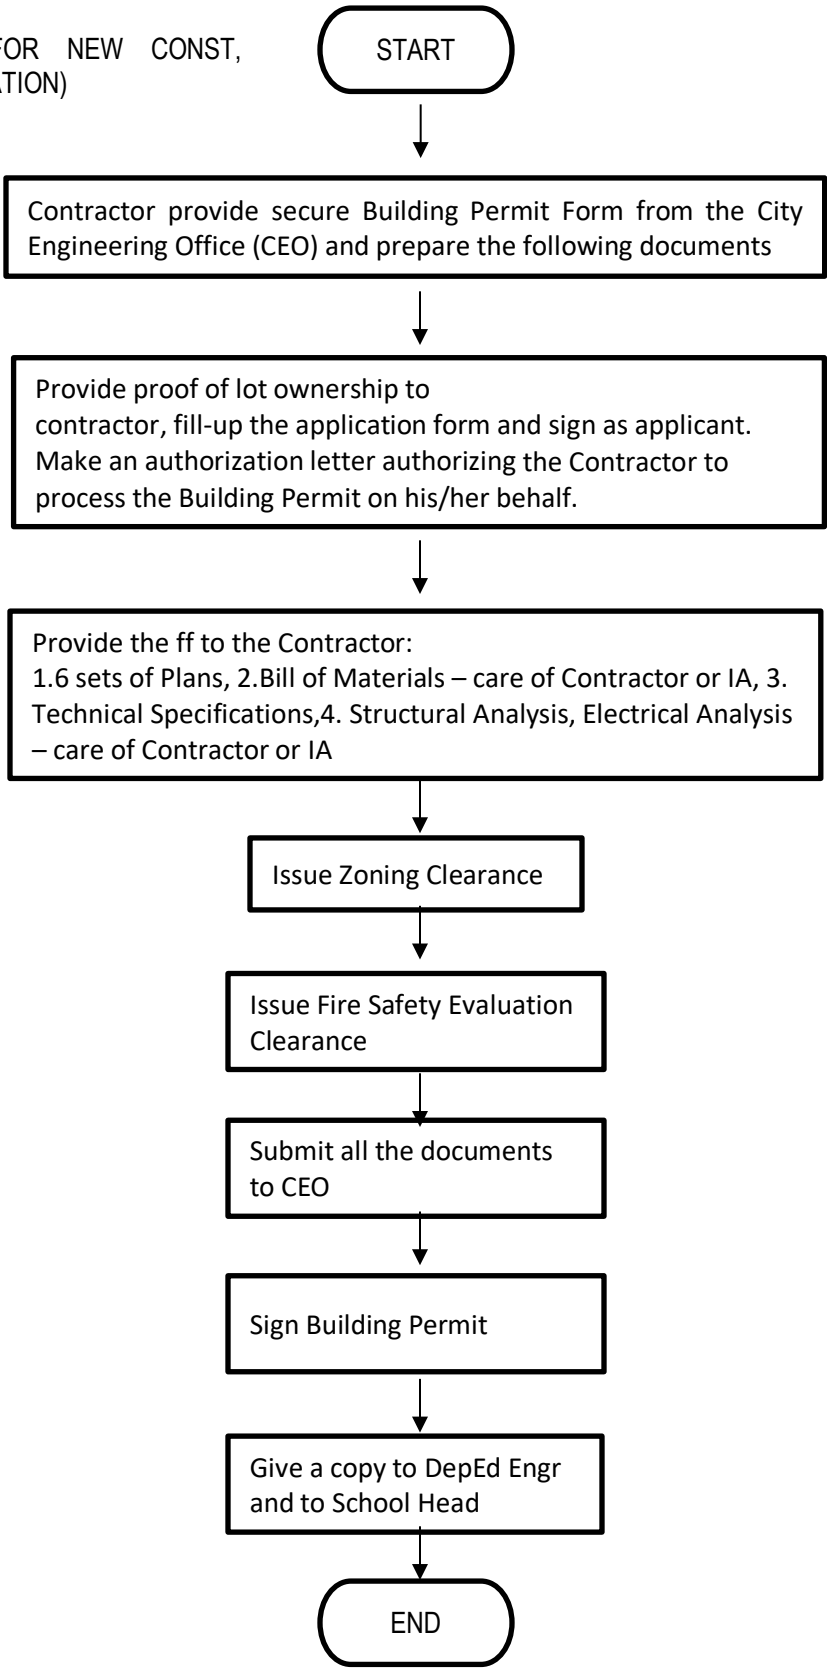 FOR NEW CONST,
START
Contractor provide secure Building Permit Form from the City
Engineering Office (CEO) and prepare the following documents
Provide proof of lot ownership to
contractor, fill-up the application form and sign as applicant.
Make an authorization letter authorizing the Contractor to
process the Building Permit on his/her behalf.
Provide the ff to the Contractor:
1.6 sets of Plans, 2.Bill of Materials – care of Contractor or IA, 3.
Technical Specifications,4. Structural Analysis, Electrical Analysis
– care of Contractor or IA
Issue Zoning Clearance
Issue Fire Safety Evaluation
Clearance
Submit all the documents
to CEO
Sign Building Permit
Give a copy to DepEd Engr
and to School Head
END